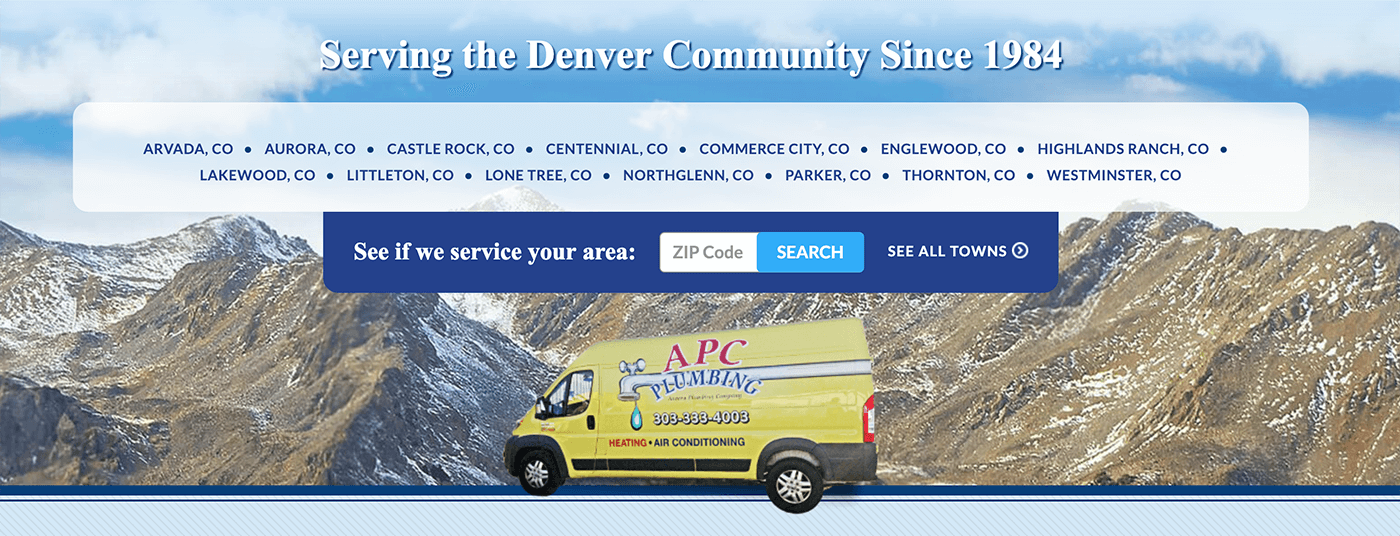 Serving the Denver Community Since 1984
ARVADA, CO • AURORA, CO • CASTLE ROCK, CO • CENTENNIAL, CO • COMMERCE CITY, CO • ENGLEWOOD, CO • HIGHLANDS RANCH, CO •
LAKEWOOD, CO • LITTLETON, CO • LONE TREE, CO • NORTHGLENN, CO • PARKER, CO • THORNTON, CO • WESTMINSTER, CO
See if we service your area: ZIP Code SEARCH SEE ALL TOWNS
APC
PLUMBING
303-333-4003
HEATING • AIR CONDITIONING